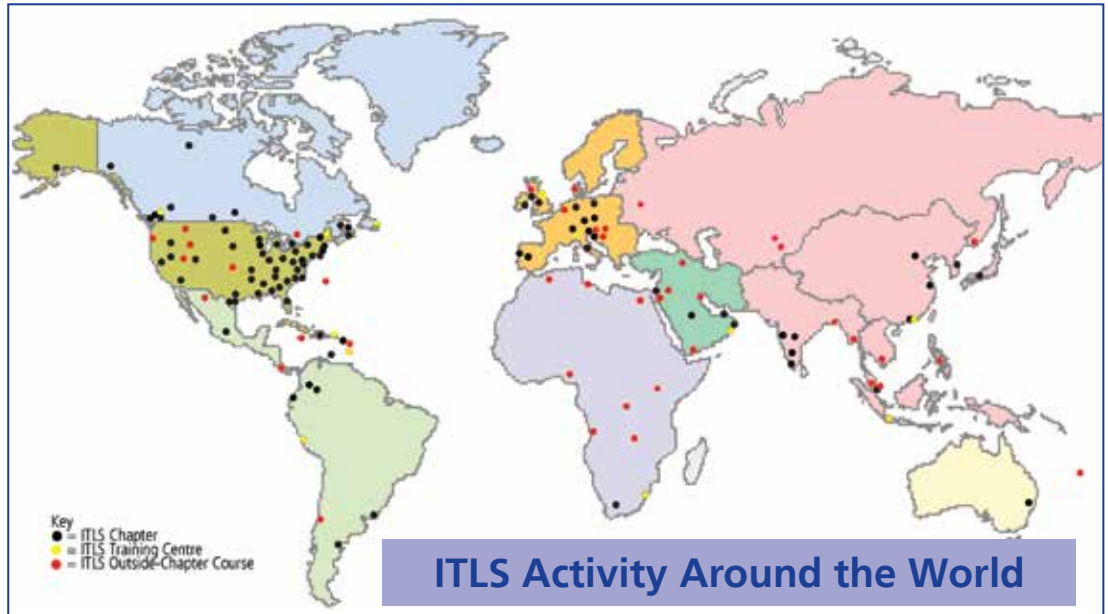 Key
= ITLS Chapter
= ITLS Training Centre
= ITLS Outside-Chapter Course
ITLS Activity Around the World